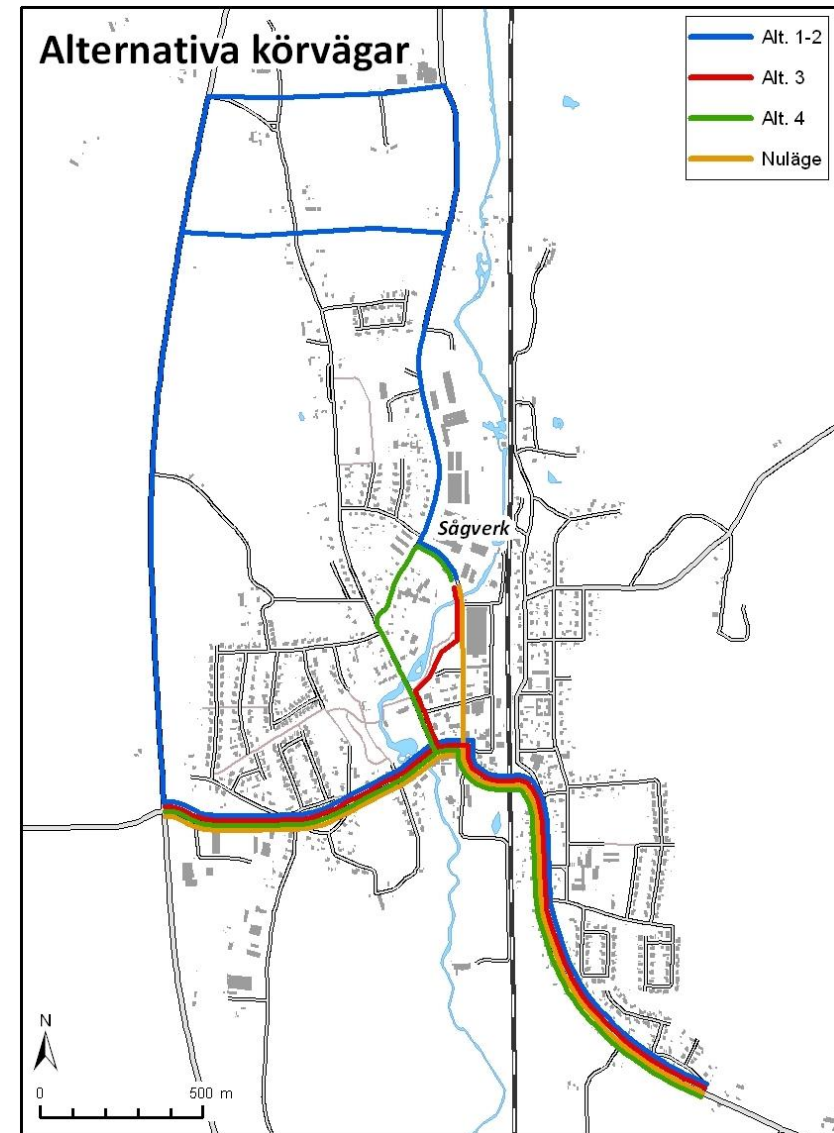 Alternativa körvägar
Alt. 1-2
Alt. 3
Alt. 4
Nuläge
Sågverk
N
0 500 m